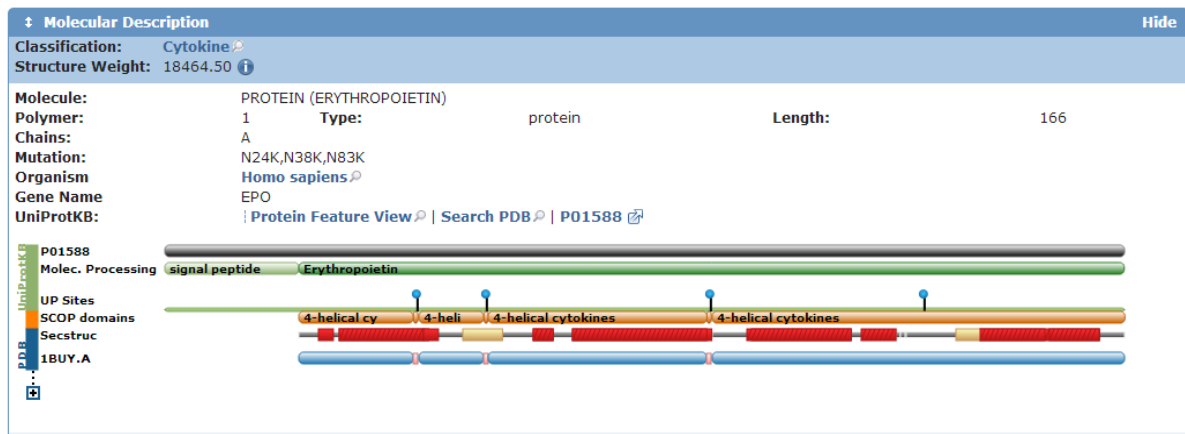 Molecular Description Hide
Classification: Cytokine
Structure Weight: 18464.50
Molecule: PROTEIN (ERYTHROPOIETIN)
Polymer: 1 Type: protein Length: 166
Chains: A
Mutation: N24K,N38K,N83K
Organism Homo sapiens
Gene Name EPO
UniProtKB: Protein Feature View | Search PDB | P01588
UniProtKB
P01588
Molec. Processing signal peptide Erythropoietin
UP Sites
SCOP domains 4-helical cy 4-heli 4-helical cytokines 4-helical cytokines
PDB
Secstruc
1BUY.A